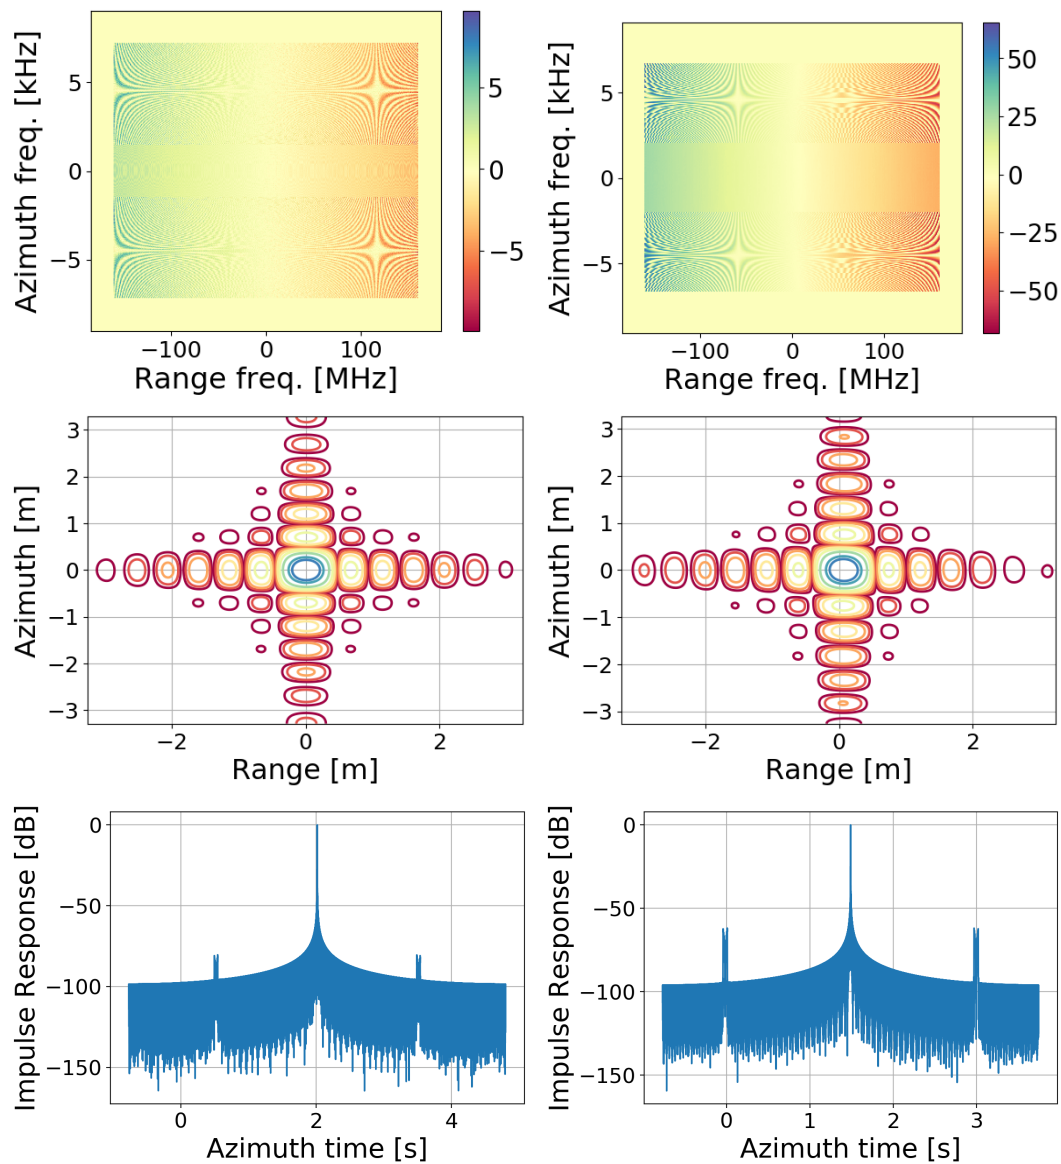 Azimuth freq. [kHz]
5
0
−5
5
0
−5
−100 0 100
Range freq. [MHz]
Azimuth freq. [kHz]
5
0
−5
50
25
0
−25
−50
−100 0 100
Range freq. [MHz]
Azimuth [m]
3
2
1
0
−1
−2
−3
−2 0 2
Range [m]
Azimuth [m]
3
2
1
0
−1
−2
−3
−2 0 2
Range [m]
Impulse Response [dB]
0
−50
−100
−150
0 2 4
Azimuth time [s]
Impulse Response [dB]
0
−50
−100
−150
0 1 2 3
Azimuth time [s]